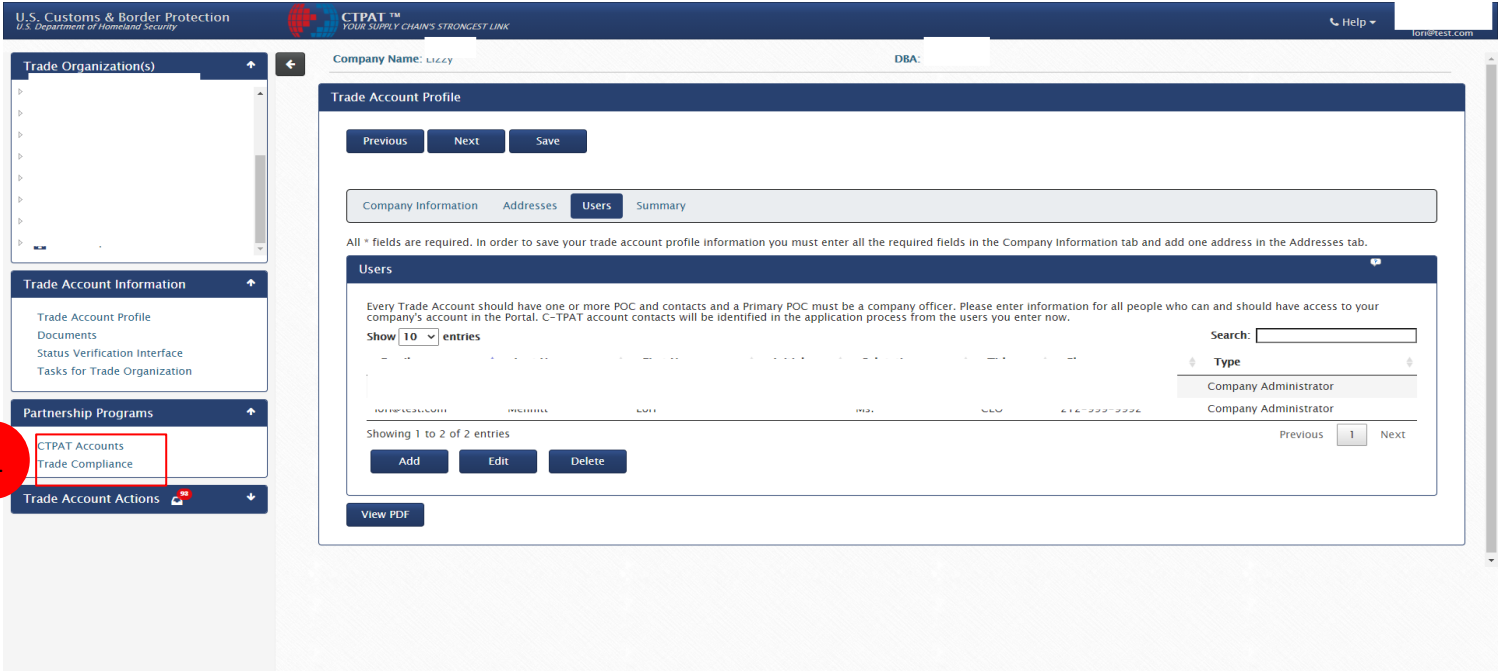 U.S. Customs & Border Protection
U.S. Department of Homeland Security
CTPAT ™
YOUR SUPPLY CHAIN'S STRONGEST LINK
Help
lori@test.com
Trade Organization(s)
Company Name: Lizzy
DBA:
Trade Account Profile
Previous Next Save
Company Information Addresses Users Summary
All * fields are required. In order to save your trade account profile information you must enter all the required fields in the Company Information tab and add one address in the Addresses tab.
Users
Every Trade Account should have one or more POC and contacts and a Primary POC must be a company officer. Please enter information for all people who can and should have access to your
company's account in the Portal. C-TPAT account contacts will be identified in the application process from the users you enter now.
Show 10 entries
Search:
Type
Company Administrator
lori@test.com Lori Ms. CEO Company Administrator
Showing 1 to 2 of 2 entries
Previous 1 Next
Add Edit Delete
View PDF
Trade Account Information
Trade Account Profile
Documents
Status Verification Interface
Tasks for Trade Organization
Partnership Programs
CTPAT Accounts
Trade Compliance
Trade Account Actions 98